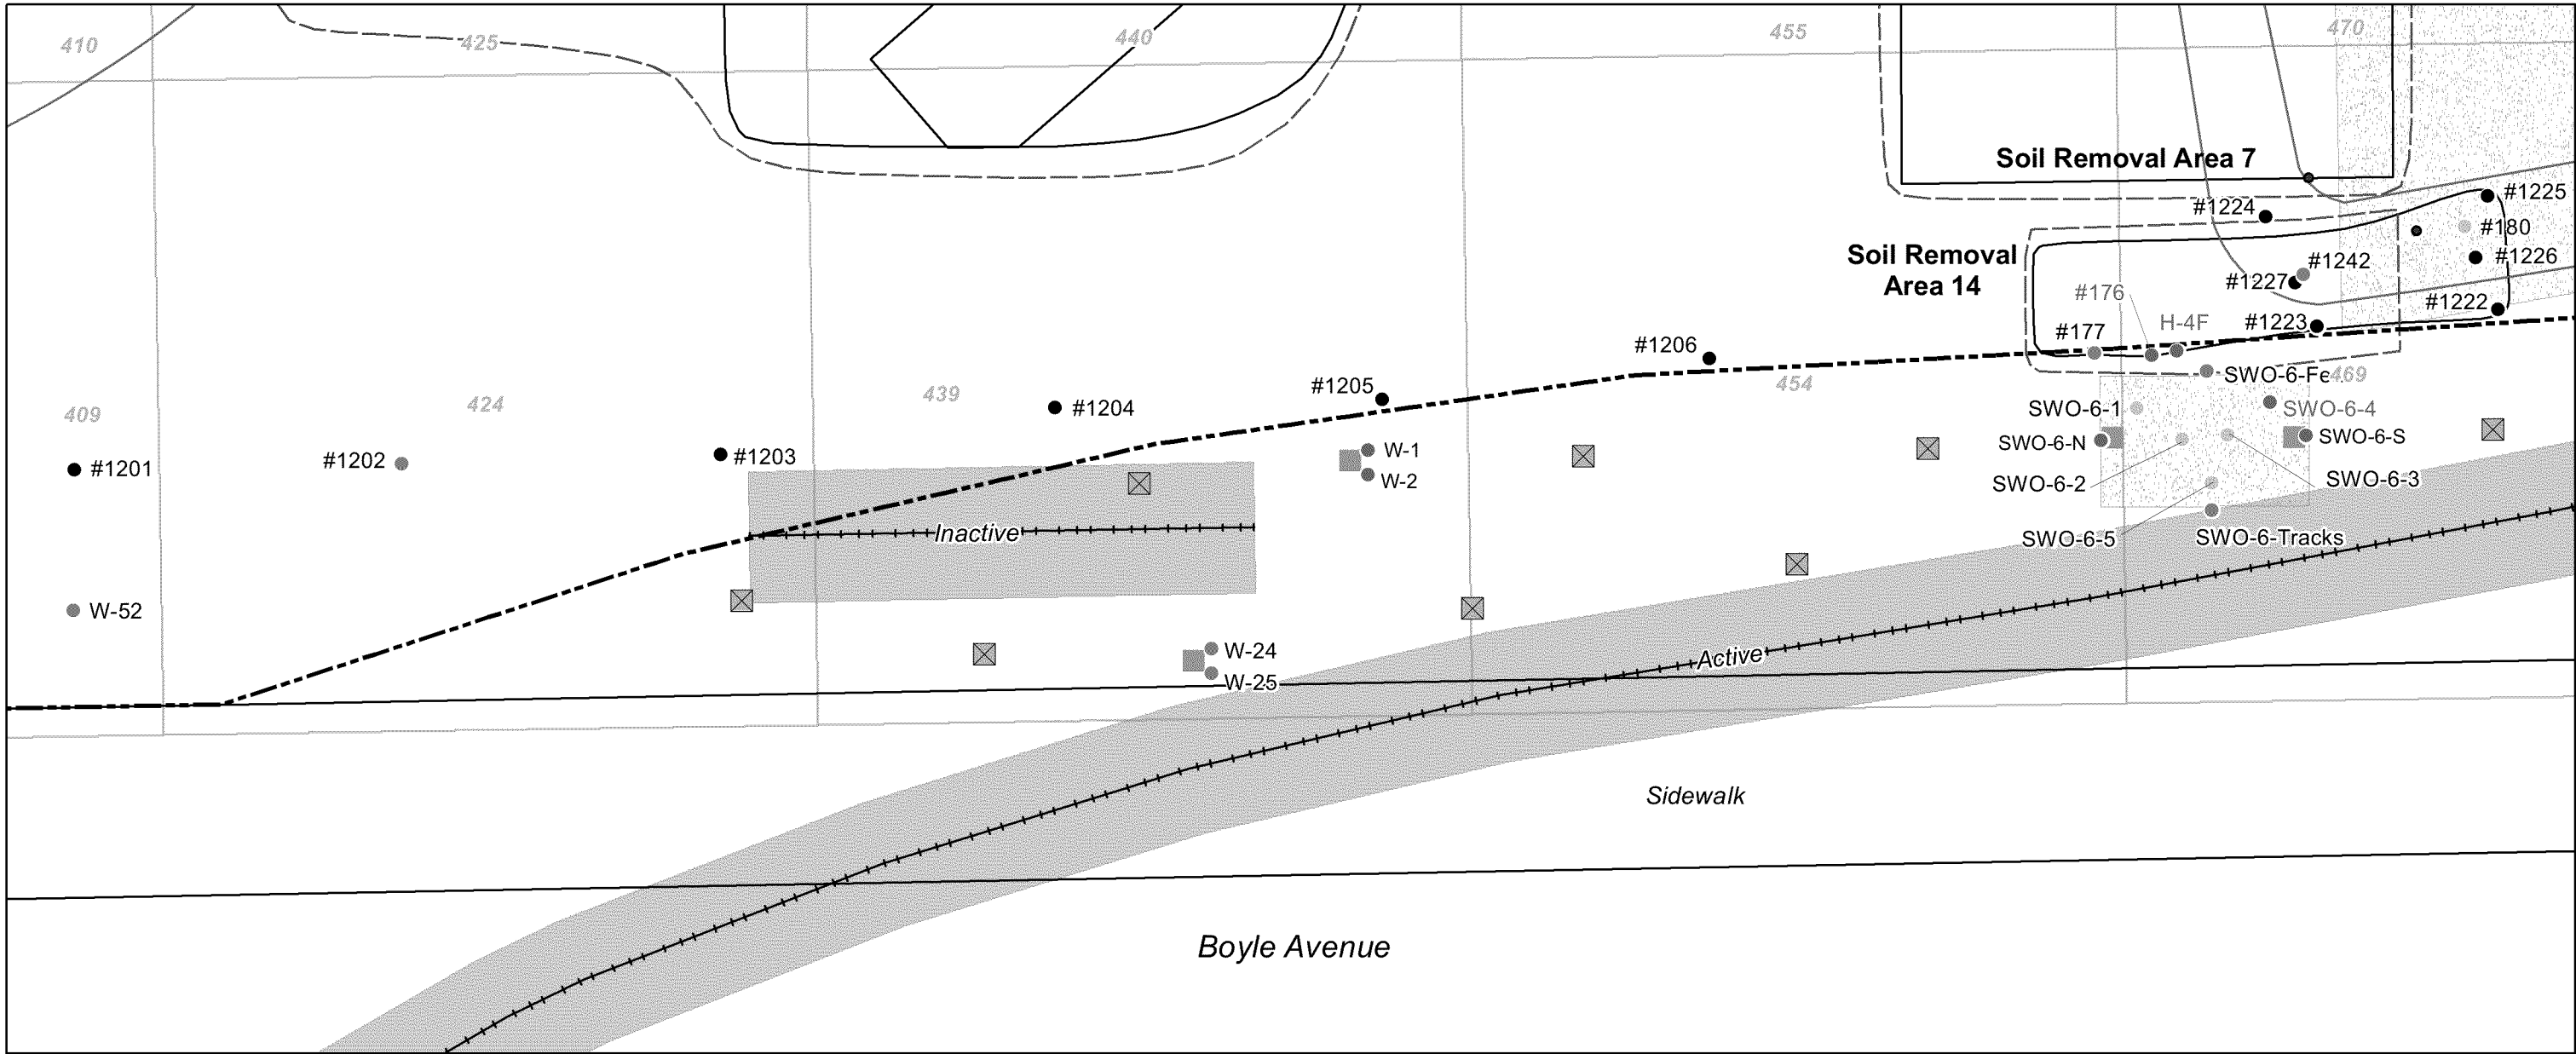 410
425
440
455
470
Soil Removal Area 7
#1225
#1224
#180
Soil Removal
Area 14
#1226
#1242
#1227
#176
#1222
H-4F
#1223
#177
#1206
SWO-6-Fe
469
454
#1205
439
424
409
#1204
SWO-6-1
SWO-6-4
SWO-6-N
SWO-6-S
W-1
#1203
#1202
#1201
W-2
SWO-6-2
SWO-6-3
Inactive
SWO-6-5
SWO-6-Tracks
W-52
W-24
Active
W-25
Sidewalk
Boyle Avenue